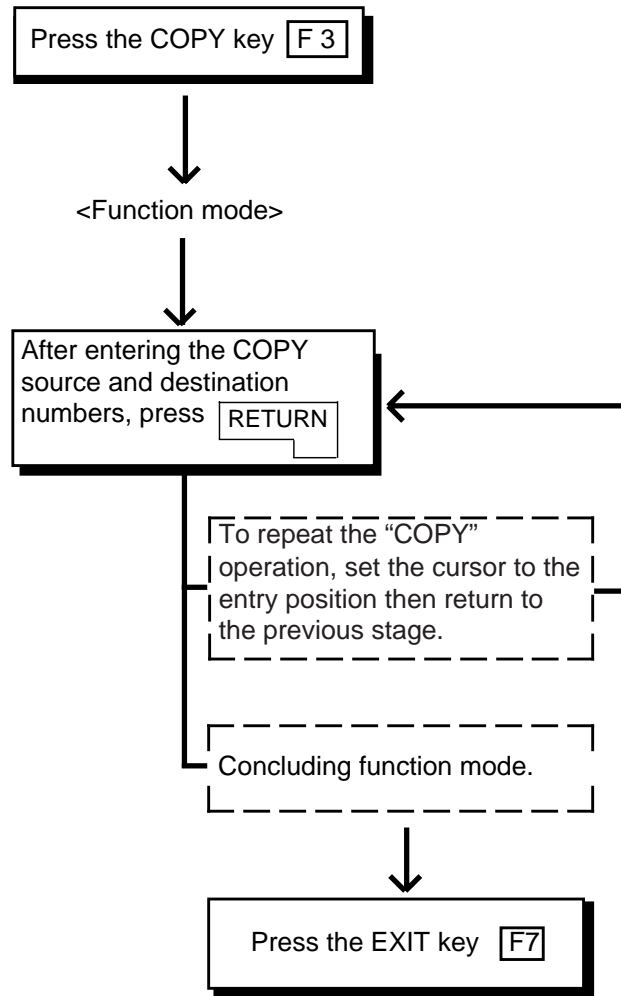 Press the COPY key F 3
<Function mode>
After entering the COPY
source and destination
numbers, press RETURN
To repeat the “COPY”
operation, set the cursor to the
entry position then return to
the previous stage.
Concluding function mode.
Press the EXIT key F7